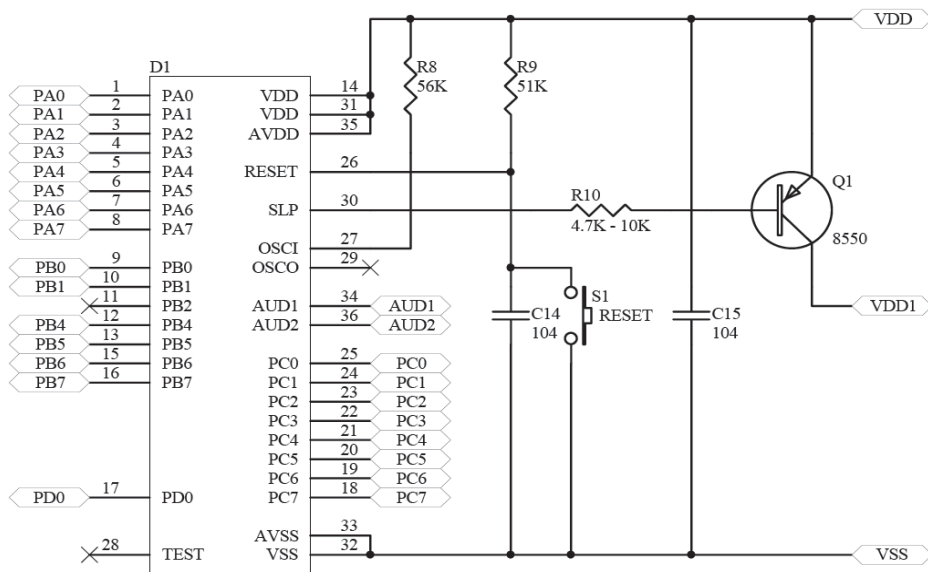 VDD
D1
R8
56K
R9
51K
PA0 1 PA0 VDD 14
PA1 2 PA1 VDD 31
PA2 3 PA2 AVDD 35
PA3 4 PA3
PA4 5 PA4 RESET 26
PA5 6 PA5
PA6 7 PA6 SLP 30
PA7 8 PA7
R10
4.7K - 10K
Q1
8550
OSCI 27
PB0 9 PB0 OSCO 29
PB1 10 PB1
11 PB2 AUD1 34 AUD1
PB4 12 PB4 AUD2 36 AUD2
PB5 13 PB5
PB6 15 PB6 PC0 25 PC0
PB7 16 PB7 PC1 24 PC1
C14
104
S1
RESET
C15
104
VDD1
PC2 23 PC2
PC3 22 PC3
PC4 21 PC4
PC5 20 PC5
PC6 19 PC6
PD0 17 PD0 PC7 18 PC7
AVSS 33
28 TEST VSS 32 VSS